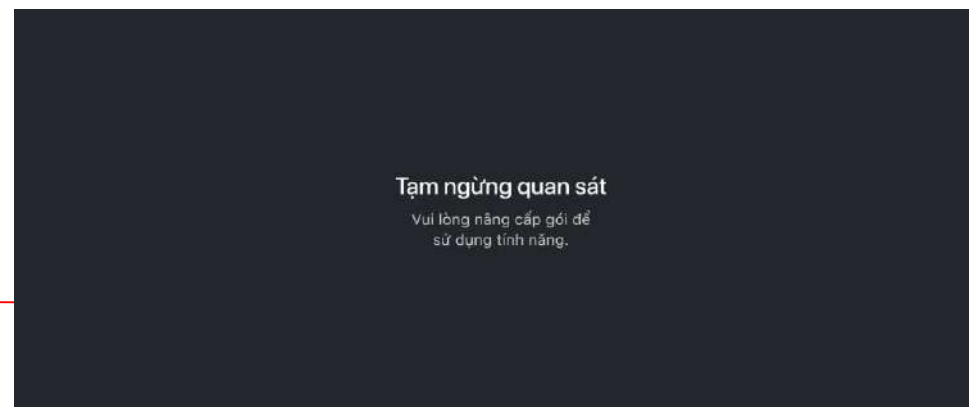 Tạm ngừng quan sát
Vui lòng nâng cấp gói để
sử dụng tính năng.